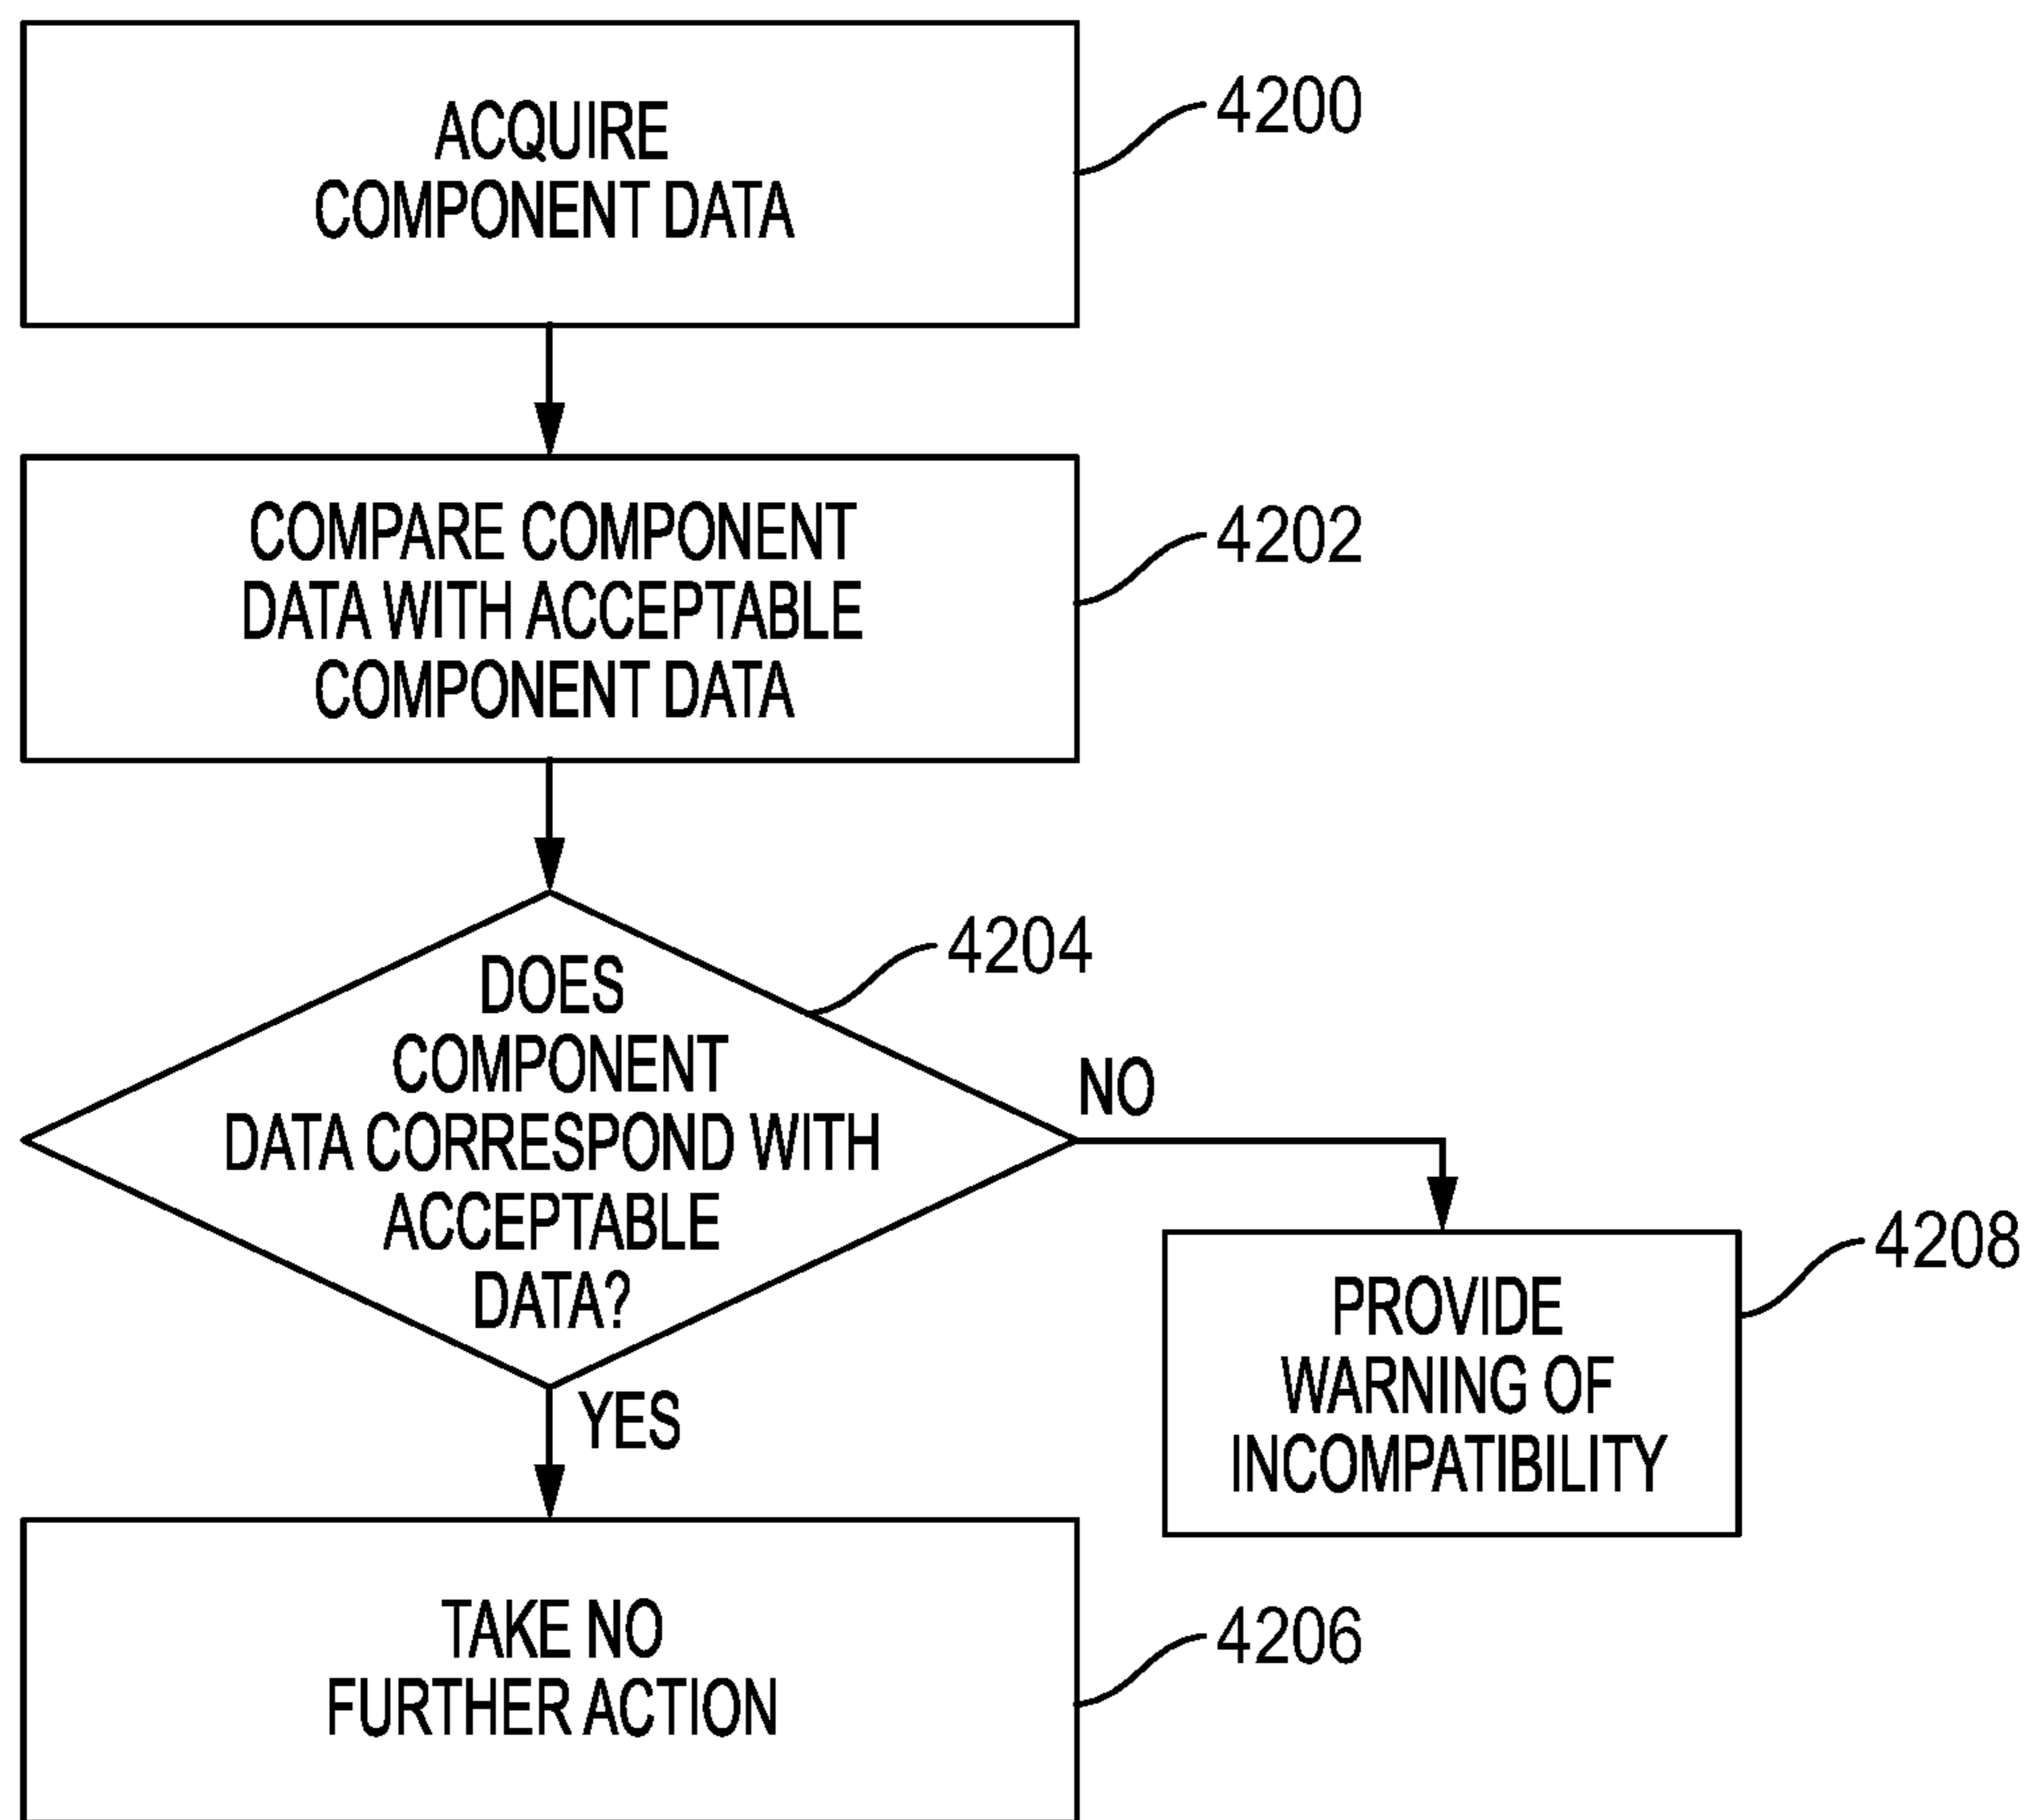 ACQUIRE
COMPONENT DATA
4200
COMPARE COMPONENT
DATA WITH ACCEPTABLE
COMPONENT DATA
4202
DOES
COMPONENT
DATA CORRESPOND WITH
ACCEPTABLE
DATA?
4204
NO
YES
PROVIDE
WARNING OF
INCOMPATIBILITY
4208
TAKE NO
FURTHER ACTION
4206